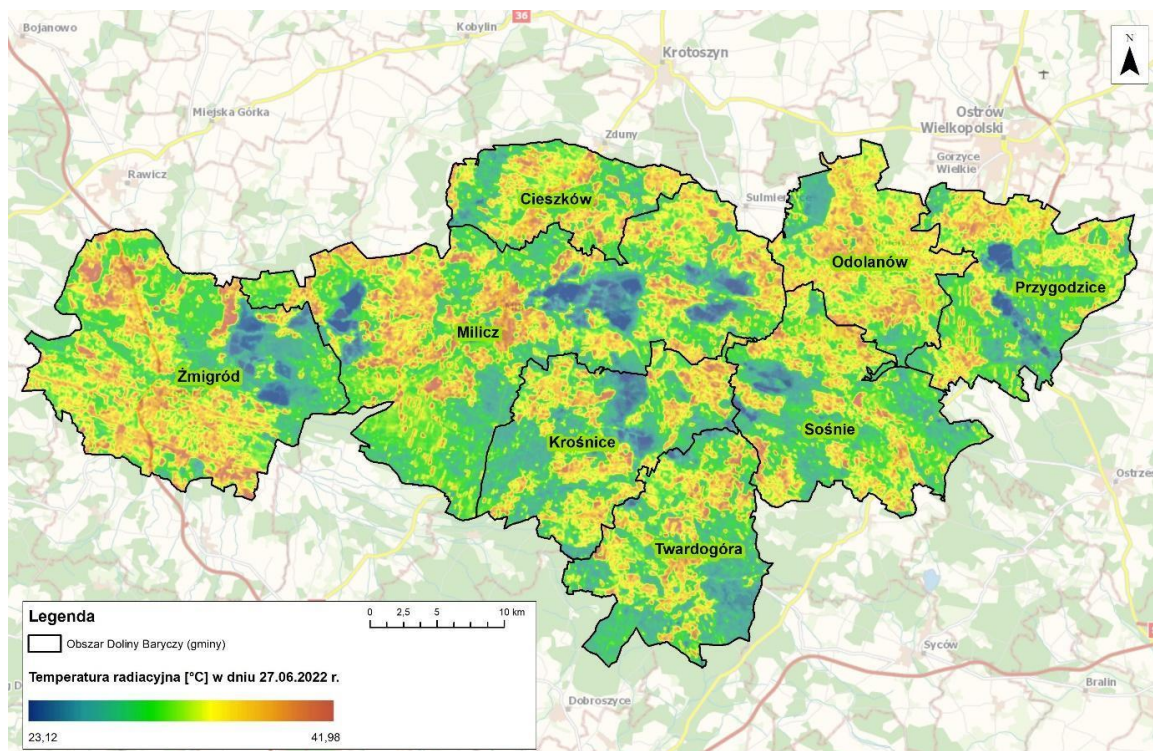 Bojanowo
Kobylin
36
Krotoszyn
N
Miejska Górka
Ostrów
Wielkopolski
Zduny
Gorzyce
Wielkie
Rawicz
Cieszków
Odolanów
Przygodzice
Milicz
Żmigród
Krośnice
Sośnie
Twardogóra
Syców
Bralin
Dobroszyce
Legenda
Obszar Doliny Baryczy (gminy)
Temperatura radiacyjna [°C] w dniu 27.06.2022 r.
23,12
41,98
0 2,5 5 10 km